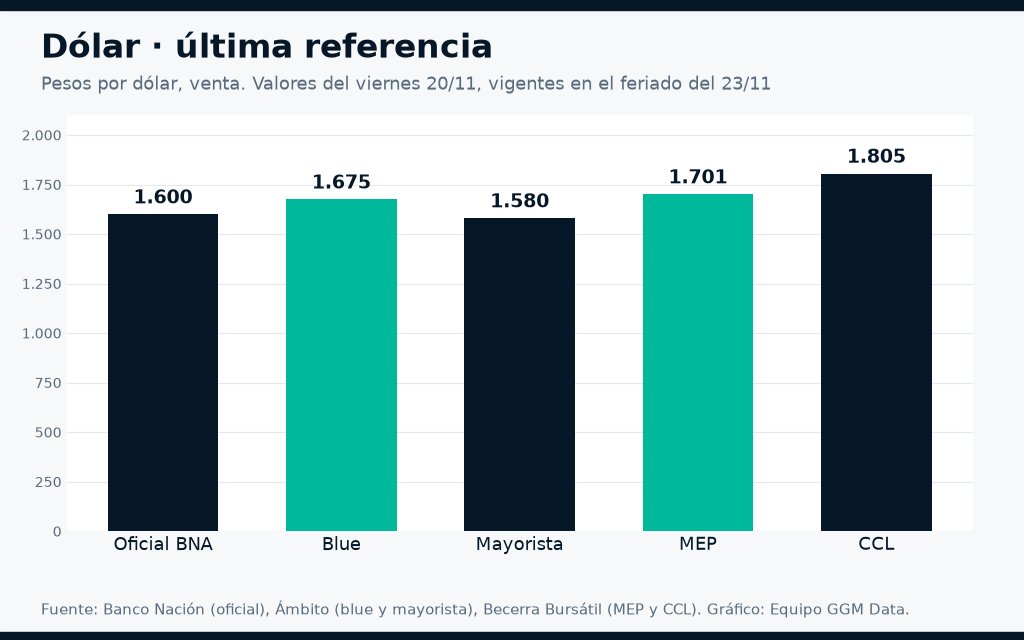 Dólar · última referencia
Pesos por dólar, venta. Valores del viernes 20/11, vigentes en el feriado del 23/11
2.000
1.750
1.500
1.250
1.000
750
500
250
0
1.600
1.675
1.580
1.701
1.805
Oficial BNA
Blue
Mayorista
MEP
CCL
Fuente: Banco Nación (oficial), Ámbito (blue y mayorista), Becerra Bursátil (MEP y CCL). Gráfico: Equipo GGM Data.